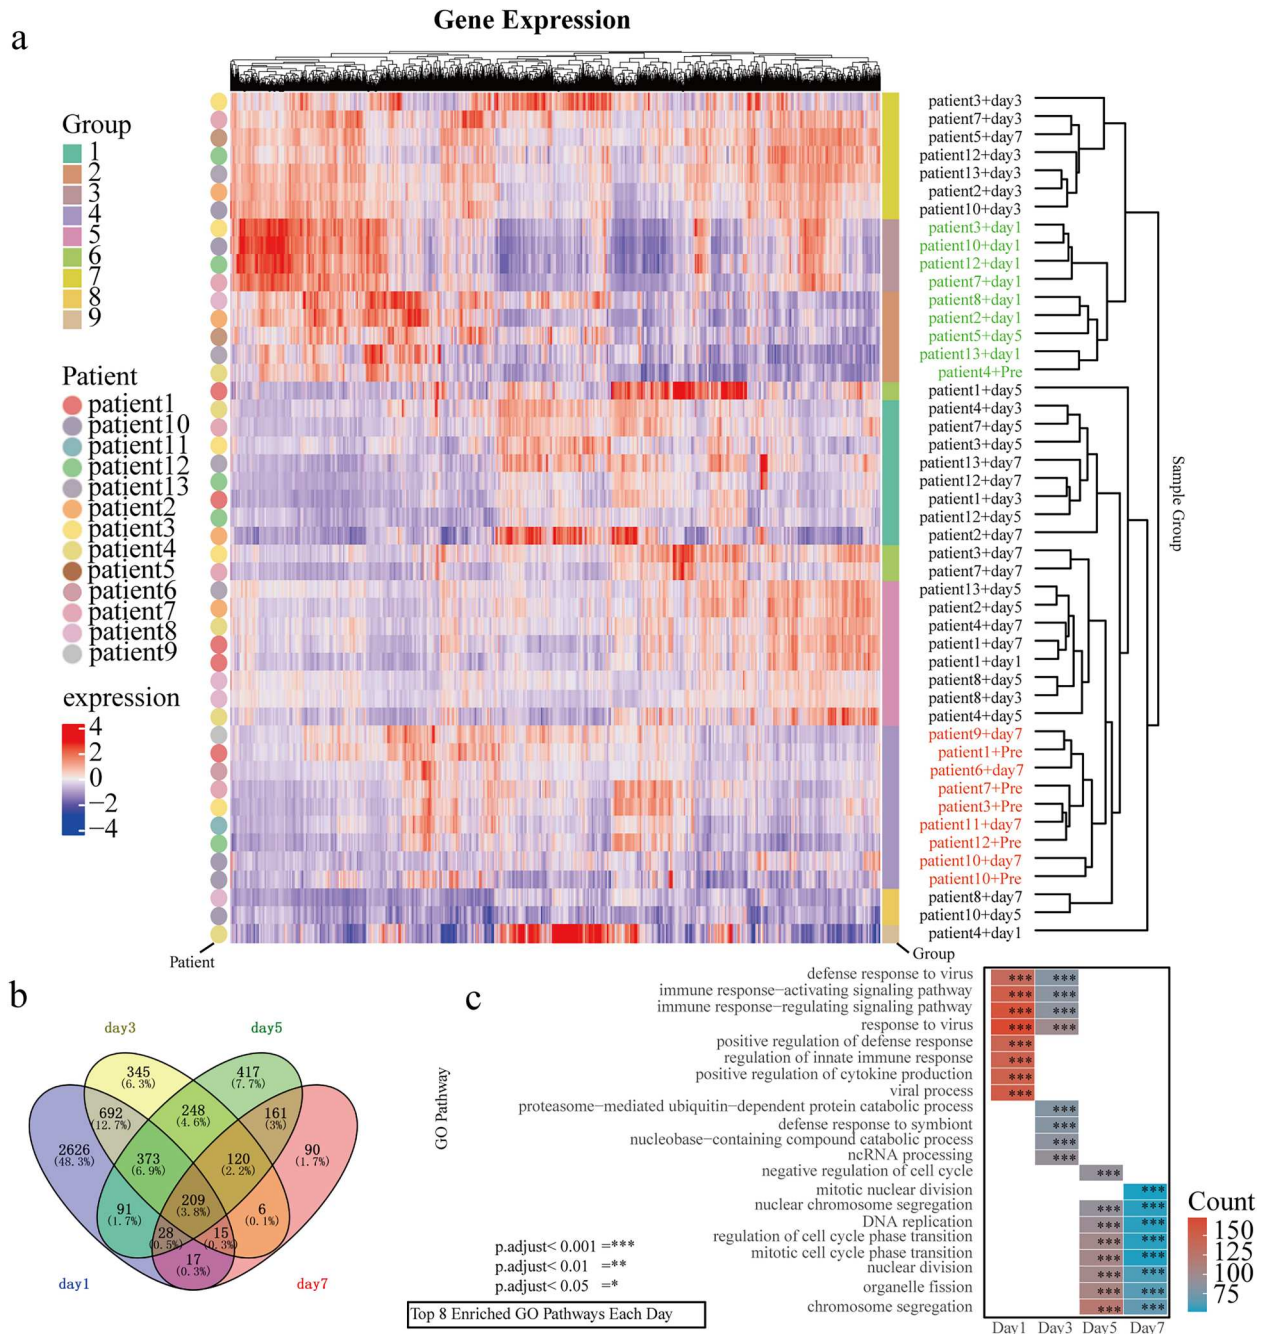 Gene Expression
a
Group
1
2
3
4
5
6
7
8
9
Patient
patient1
patient10
patient11
patient12
patient13
patient2
patient3
patient4
patient5
patient6
patient7
patient8
patient9
expression
4
2
0
−2
−4
patient3+day3
patient7+day3
patient5+day7
patient12+day3
patient13+day3
patient2+day3
patient10+day3
patient3+day1
patient10+day1
patient12+day1
patient7+day1
patient8+day1
patient2+day1
patient5+day5
patient13+day1
patient4+Pre
patient1+day5
patient4+day3
patient7+day5
patient3+day5
patient13+day7
patient12+day7
patient1+day3
patient12+day5
patient2+day7
patient3+day7
patient7+day7
patient13+day5
patient2+day5
patient4+day7
patient1+day7
patient1+day1
patient8+day5
patient8+day3
patient4+day5
patient9+day7
patient1+Pre
patient6+day7
patient7+Pre
patient3+Pre
patient11+day7
patient12+Pre
patient10+day7
patient10+Pre
patient8+day7
patient10+day5
patient4+day1
Sample Group
Patient
Group
b
day3
day5
345
(6.3%)
417
(7.7%)
692
(12.7%)
248
(4.6%)
161
(3%)
2626
(48.3%)
373
(6.9%)
120
(2.2%)
90
(1.7%)
209
(3.8%)
91
(1.7%)
6
(0.1%)
28
(0.5%)
15
(0.3%)
17
(0.3%)
day1
day7
c
GO Pathway
defense response to virus
*** ***
immune response−activating signaling pathway
*** ***
immune response−regulating signaling pathway
*** ***
response to virus
*** ***
positive regulation of defense response
***
regulation of innate immune response
***
positive regulation of cytokine production
***
viral process
***
proteasome−mediated ubiquitin−dependent protein catabolic process
***
defense response to symbiont
***
nucleobase−containing compound catabolic process
***
ncRNA processing
***
negative regulation of cell cycle
***
mitotic nuclear division
***
nuclear chromosome segregation
*** ***
DNA replication
*** ***
regulation of cell cycle phase transition
*** ***
mitotic cell cycle phase transition
*** ***
nuclear division
*** ***
organelle fission
*** ***
chromosome segregation
*** ***
Day1 Day3 Day5 Day7
p.adjust< 0.001 =***
p.adjust< 0.01 =**
p.adjust< 0.05 =*
Top 8 Enriched GO Pathways Each Day
Count
150
125
100
75